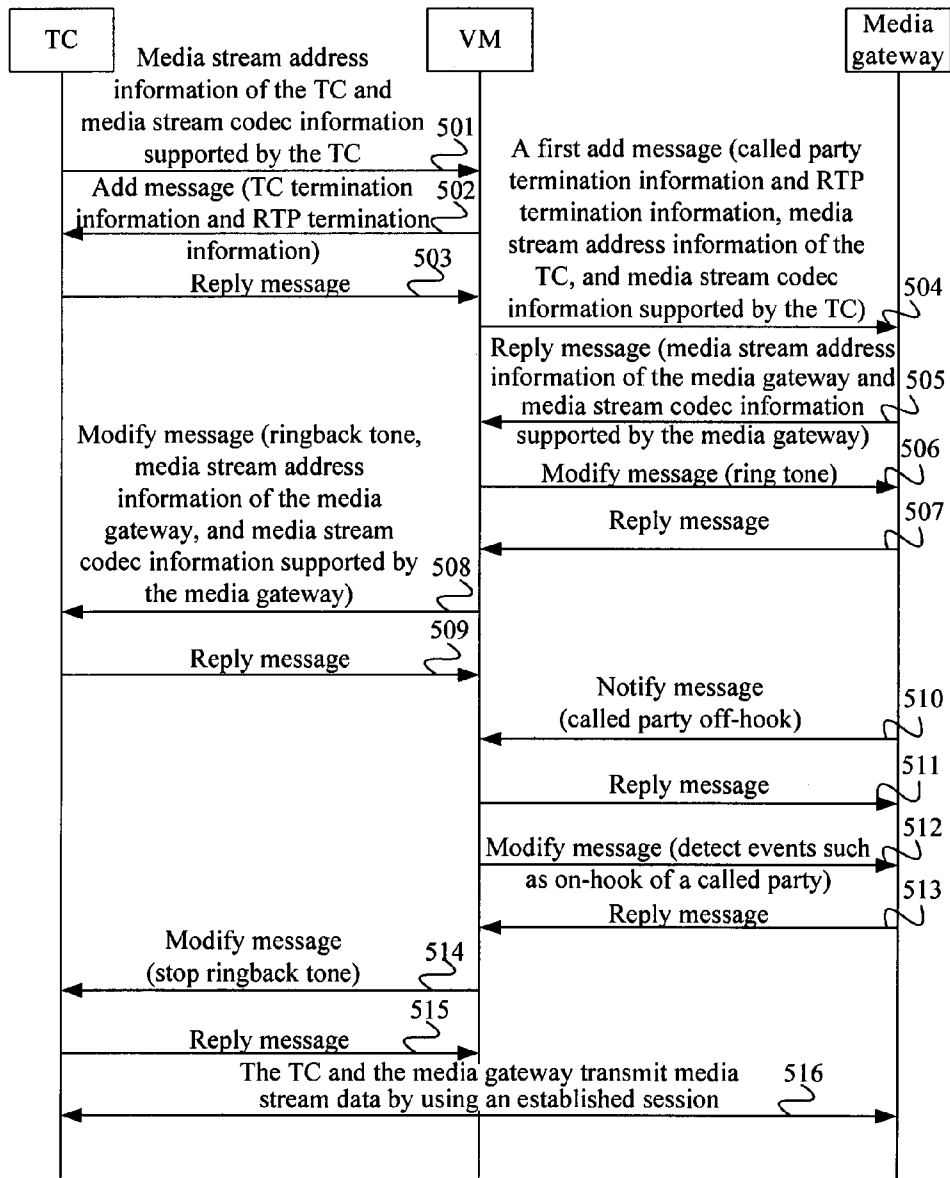 TC
VM
Media
gateway
Media stream address
information of the TC and
media stream codec information
supported by the TC
501
Add message (TC termination
information and RTP termination
information)
502
Reply message
503
A first add message (called party
termination information and RTP
termination information, media
stream address information of the
TC, and media stream codec
information supported by the TC)
504
Reply message (media stream address
information of the media gateway and
media stream codec information
supported by the media gateway)
505
Modify message (ring tone)
506
Reply message
507
Modify message (ringback tone,
media stream address
information of the media
gateway, and media stream
codec information supported by
the media gateway)
508
Reply message
509
Notify message
(called party off-hook)
510
Reply message
511
Modify message (detect events such
as on-hook of a called party)
512
Reply message
513
Modify message
(stop ringback tone)
514
Reply message
515
The TC and the media gateway transmit media
stream data by using an established session
516